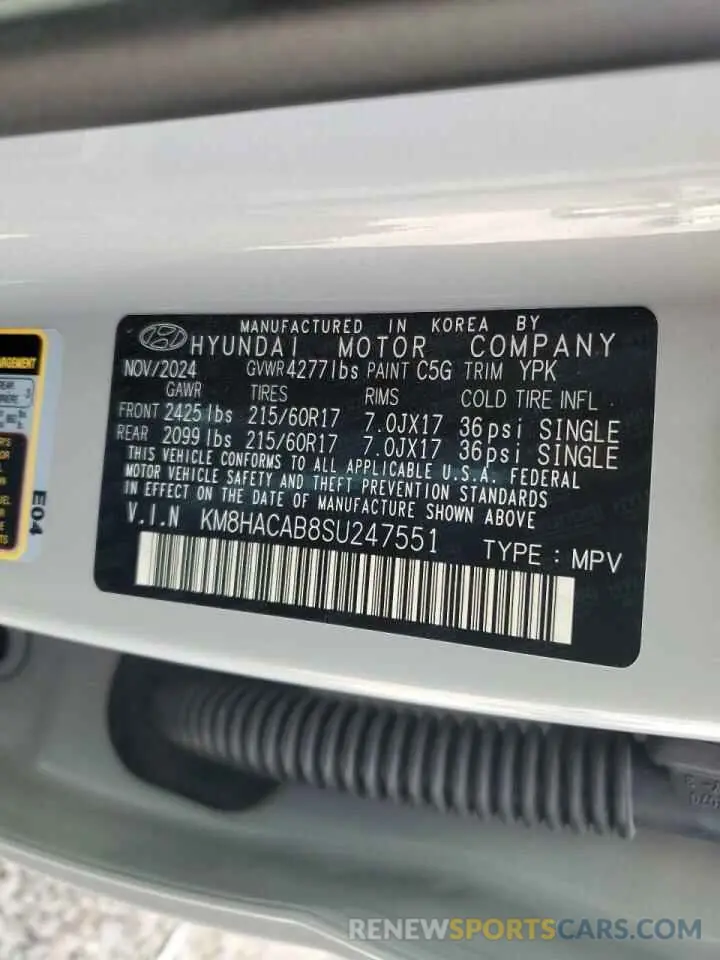 MANUFACTURED IN KOREA BY
HYUNDAI MOTOR COMPANY
NOV/2024 GVWR 4277lbs PAINT C5G TRIM YPK
GAWR TIRES RIMS COLD TIRE INFL.
FRONT 2425lbs 215/60R17 7.0JX17 36psi SINGLE
REAR 2099lbs 215/60R17 7.0JX17 36psi SINGLE
THIS VEHICLE CONFORMS TO ALL APPLICABLE U.S.A. FEDERAL
MOTOR VEHICLE SAFETY AND THEFT PREVENTION STANDARDS
IN EFFECT ON THE DATE OF MANUFACTURE SHOWN ABOVE
V.I.N KM8HACAB8SU247551 TYPE : MPV
E04
RENEWSPORTSCARS.COM